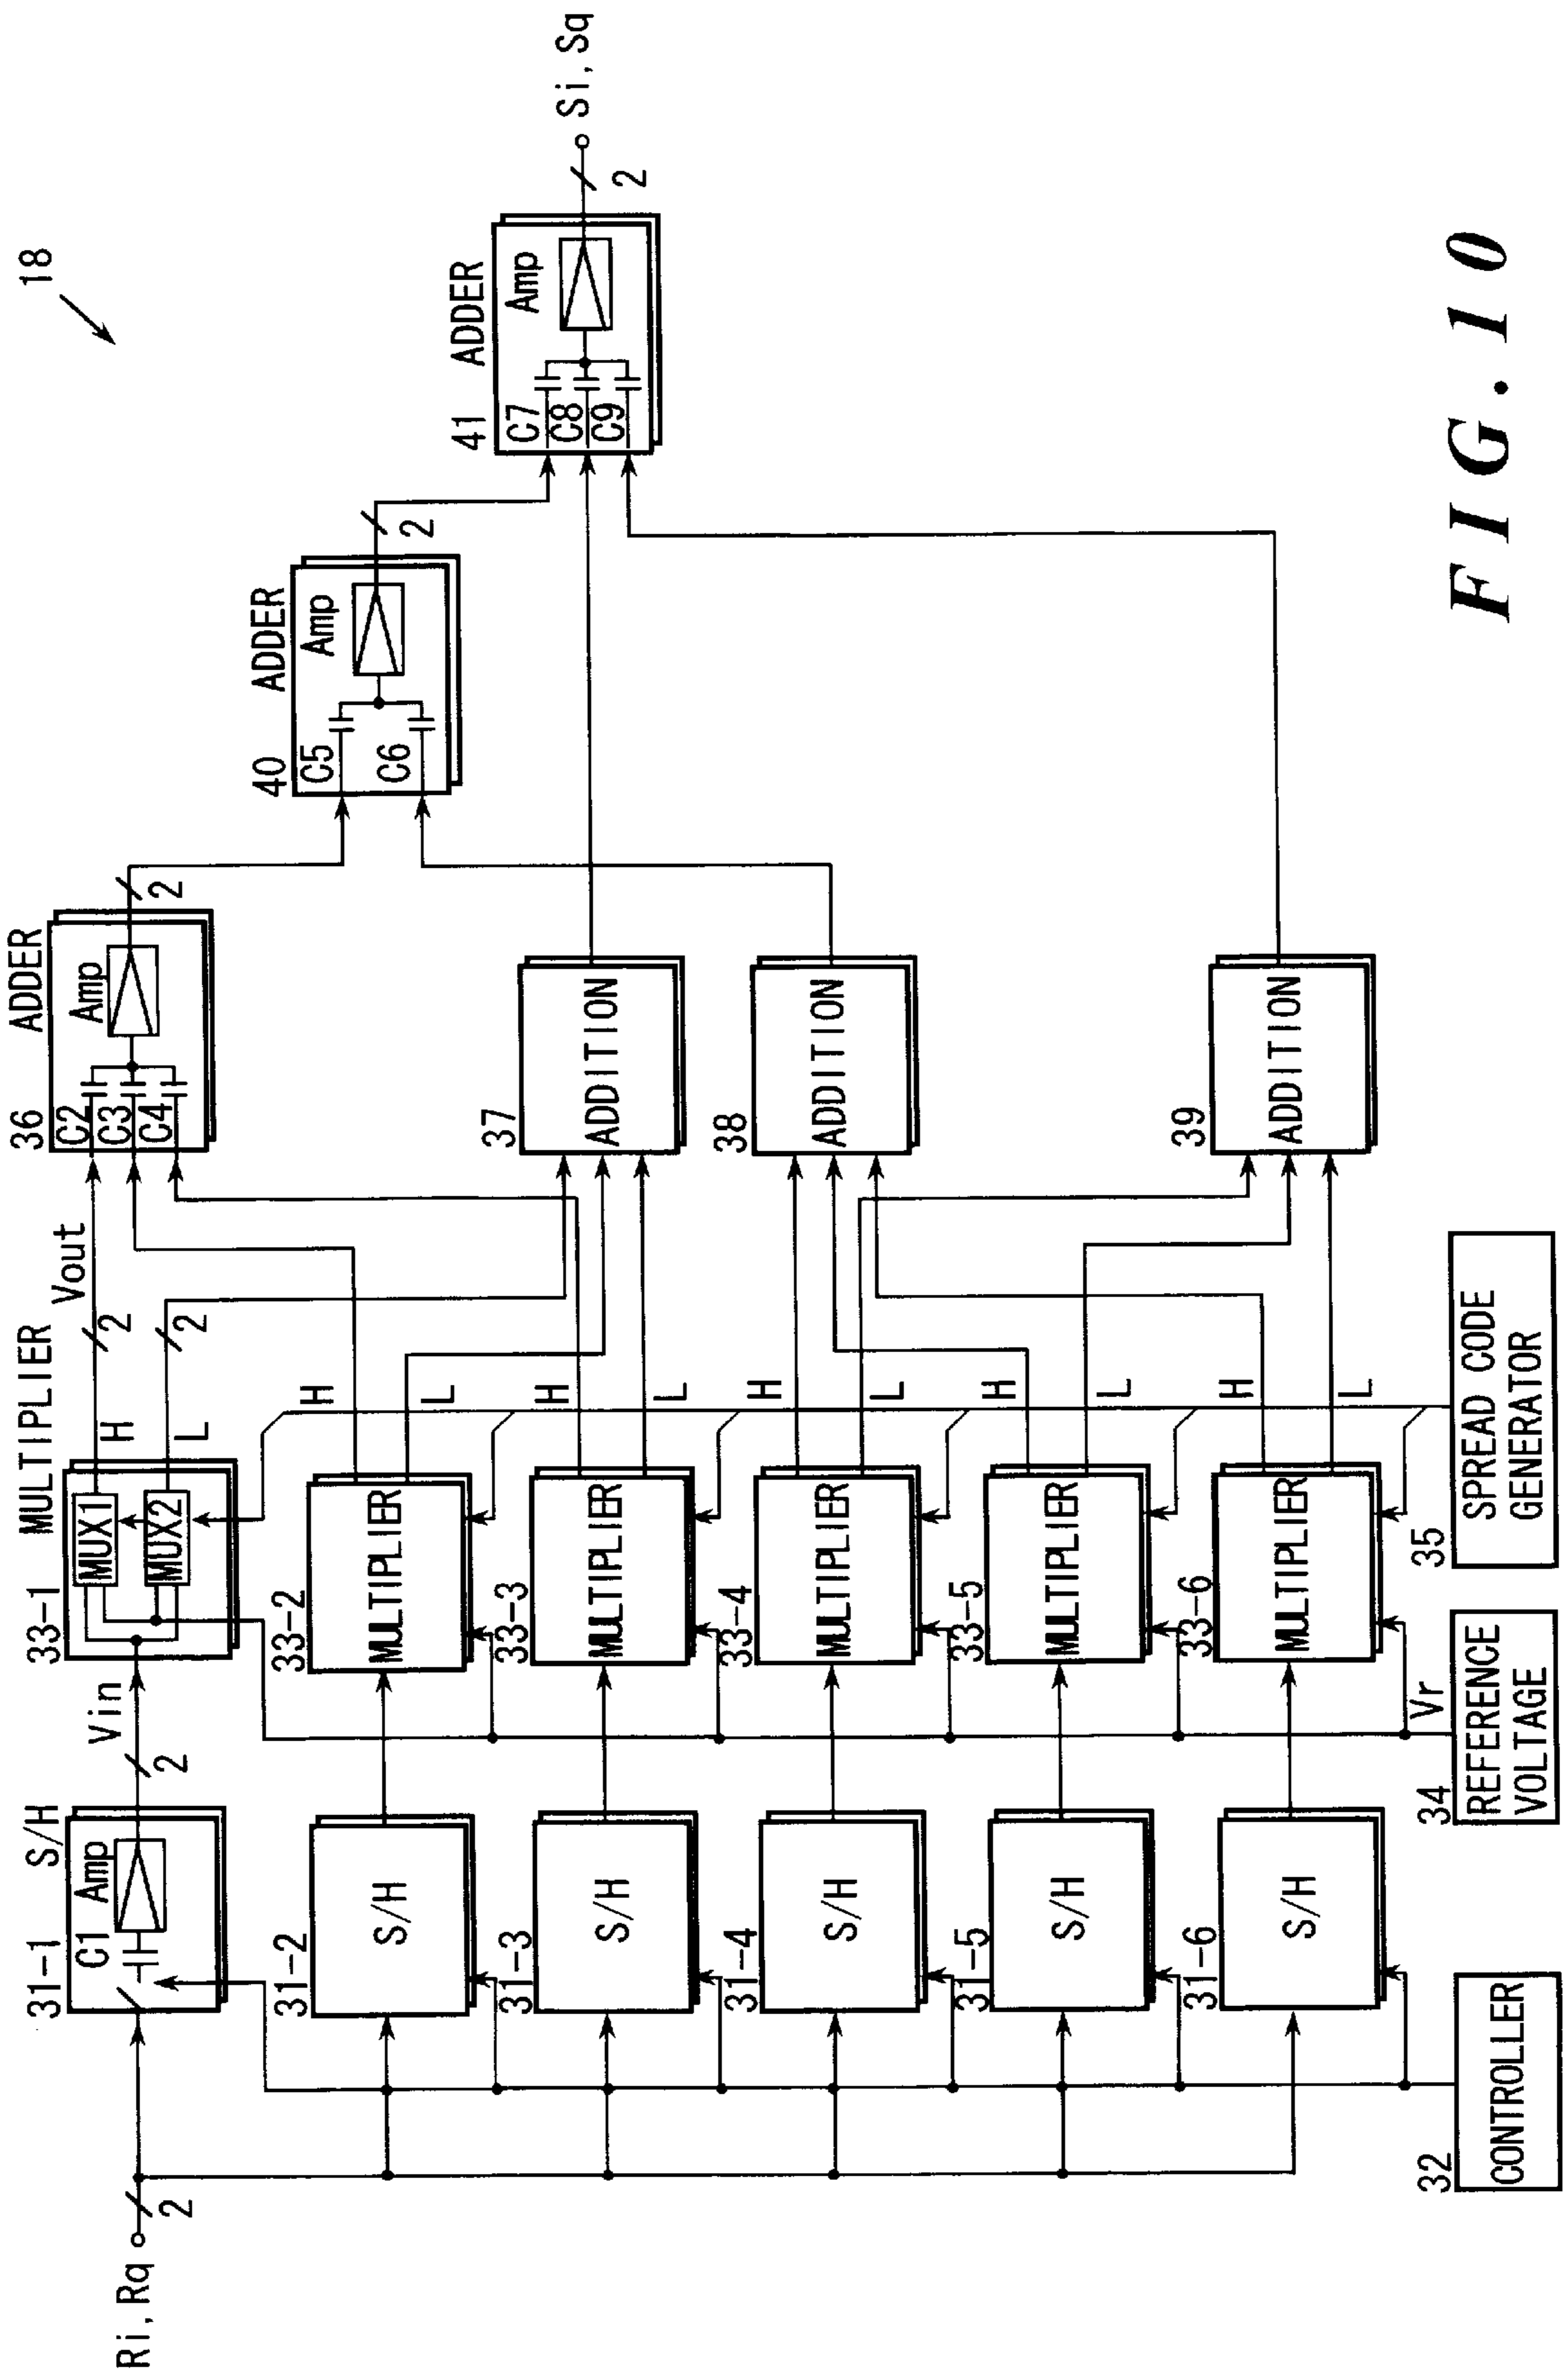 18
Ri, Rq
2
31-1
S/H
C1
Amp
2
Vin
33-1
MULTIPLIER
MUX1
MUX2
H
L
2
Vout
2
36
ADDER
C2
C3
C4
Amp
2
40
ADDER
C5
C6
Amp
2
41
ADDER
C7
C8
C9
Amp
2
Si, Sq
31-2
S/H
33-2
MULTIPLIER
H
L
37
ADDITION
31-3
S/H
33-3
MULTIPLIER
H
L
38
ADDITION
31-4
S/H
33-4
MULTIPLIER
H
L
31-5
S/H
33-5
MULTIPLIER
H
L
39
ADDITION
31-6
S/H
33-6
MULTIPLIER
H
L
32
CONTROLLER
34
REFERENCE
VOLTAGE
Vr
35
SPREAD CODE
GENERATOR
FIG. 10